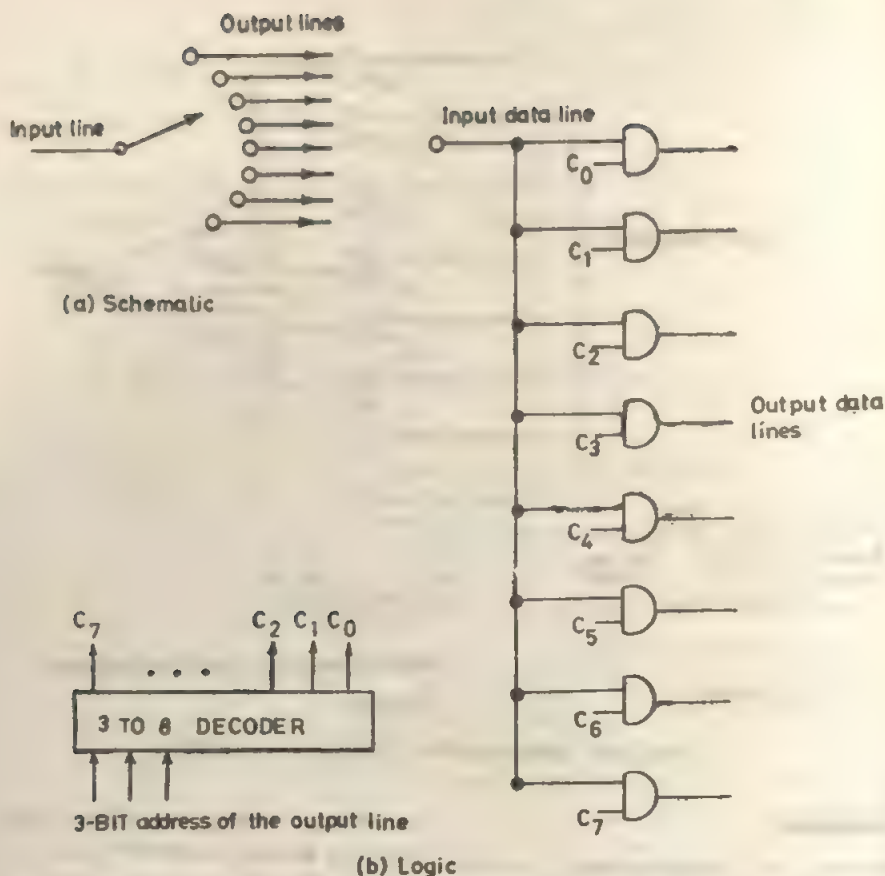 Output lines
Input line
(a) Schematic
Input data line
C0
C1
C2
C3
Output data
lines
C4
C5
C6
C7
C7 . . . C2 C1 C0
3 TO 8 DECODER
3-BIT address of the output line
(b) Logic